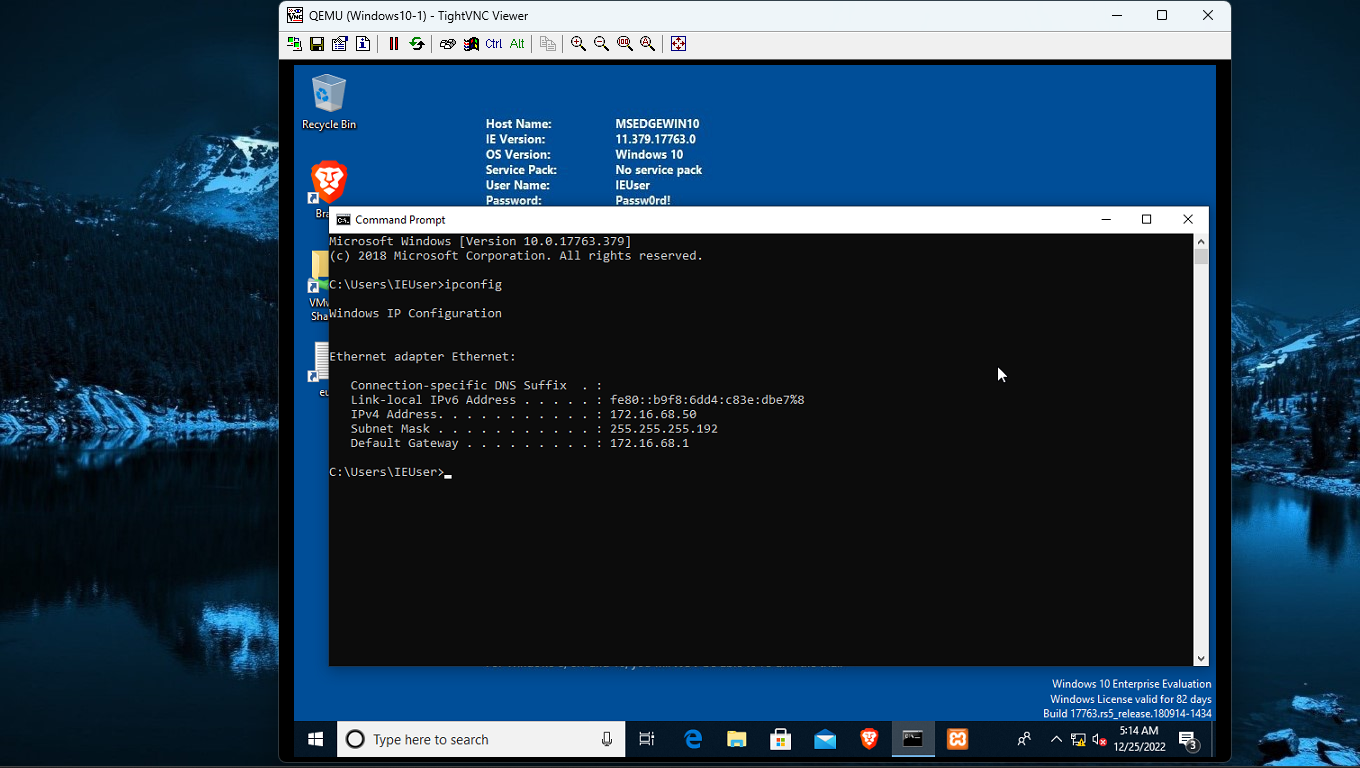 QEMU (Windows10-1) - TightVNC Viewer
Ctrl Alt
Recycle Bin
Host Name: MSEDGEWIN10
IE Version: 11.379.17763.0
OS Version: Windows 10
Service Pack: No service pack
User Name: IEUser
Password: Passw0rd!
Command Prompt
Microsoft Windows [Version 10.0.17763.379]
(c) 2018 Microsoft Corporation. All rights reserved.
C:\Users\IEUser>ipconfig
Windows IP Configuration
Ethernet adapter Ethernet:
Connection-specific DNS Suffix . :
Link-local IPv6 Address . . . . . : fe80::b9f8:6dd4:c83e:dbe7%8
IPv4 Address. . . . . . . . . . . : 172.16.68.50
Subnet Mask . . . . . . . . . . . : 255.255.255.192
Default Gateway . . . . . . . . . : 172.16.68.1
C:\Users\IEUser>
Windows 10 Enterprise Evaluation
Windows License valid for 82 days
Build 17763.rs5_release.180914-1434
Type here to search
5:14 AM
12/25/2022
3